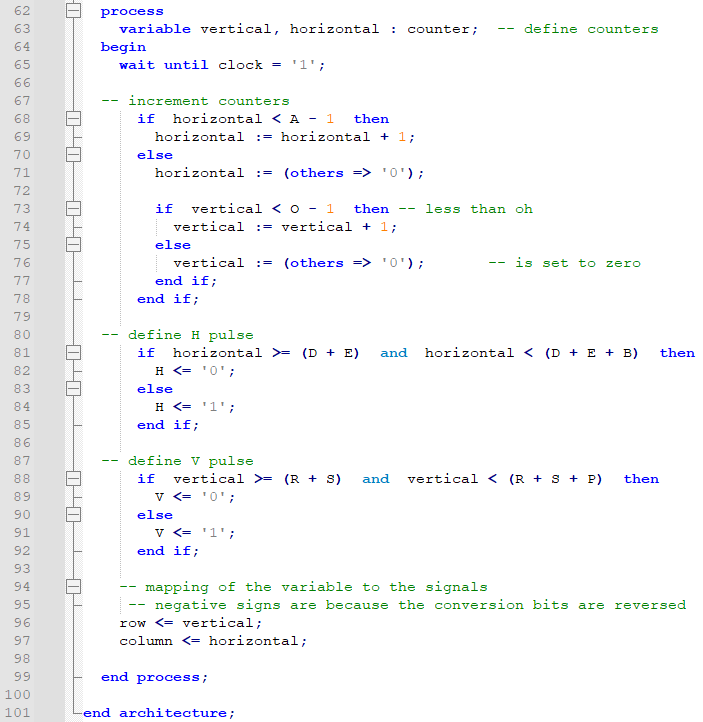 62 process
63 variable vertical, horizontal : counter; -- define counters
64 begin
65 wait until clock = '1';
66
67 -- increment counters
68 if horizontal < A - 1 then
69 horizontal := horizontal + 1;
70 else
71 horizontal := (others => '0');
72
73 if vertical < O - 1 then -- less than oh
74 vertical := vertical + 1;
75 else
76 vertical := (others => '0'); -- is set to zero
77 end if;
78 end if;
79
80 -- define H pulse
81 if horizontal >= (D + E) and horizontal < (D + E + B) then
82 H <= '0';
83 else
84 H <= '1';
85 end if;
86
87 -- define V pulse
88 if vertical >= (R + S) and vertical < (R + S + P) then
89 V <= '0';
90 else
91 V <= '1';
92 end if;
93
94 -- mapping of the variable to the signals
95 -- negative signs are because the conversion bits are reversed
96 row <= vertical;
97 column <= horizontal;
98
99 end process;
100
101 end architecture;